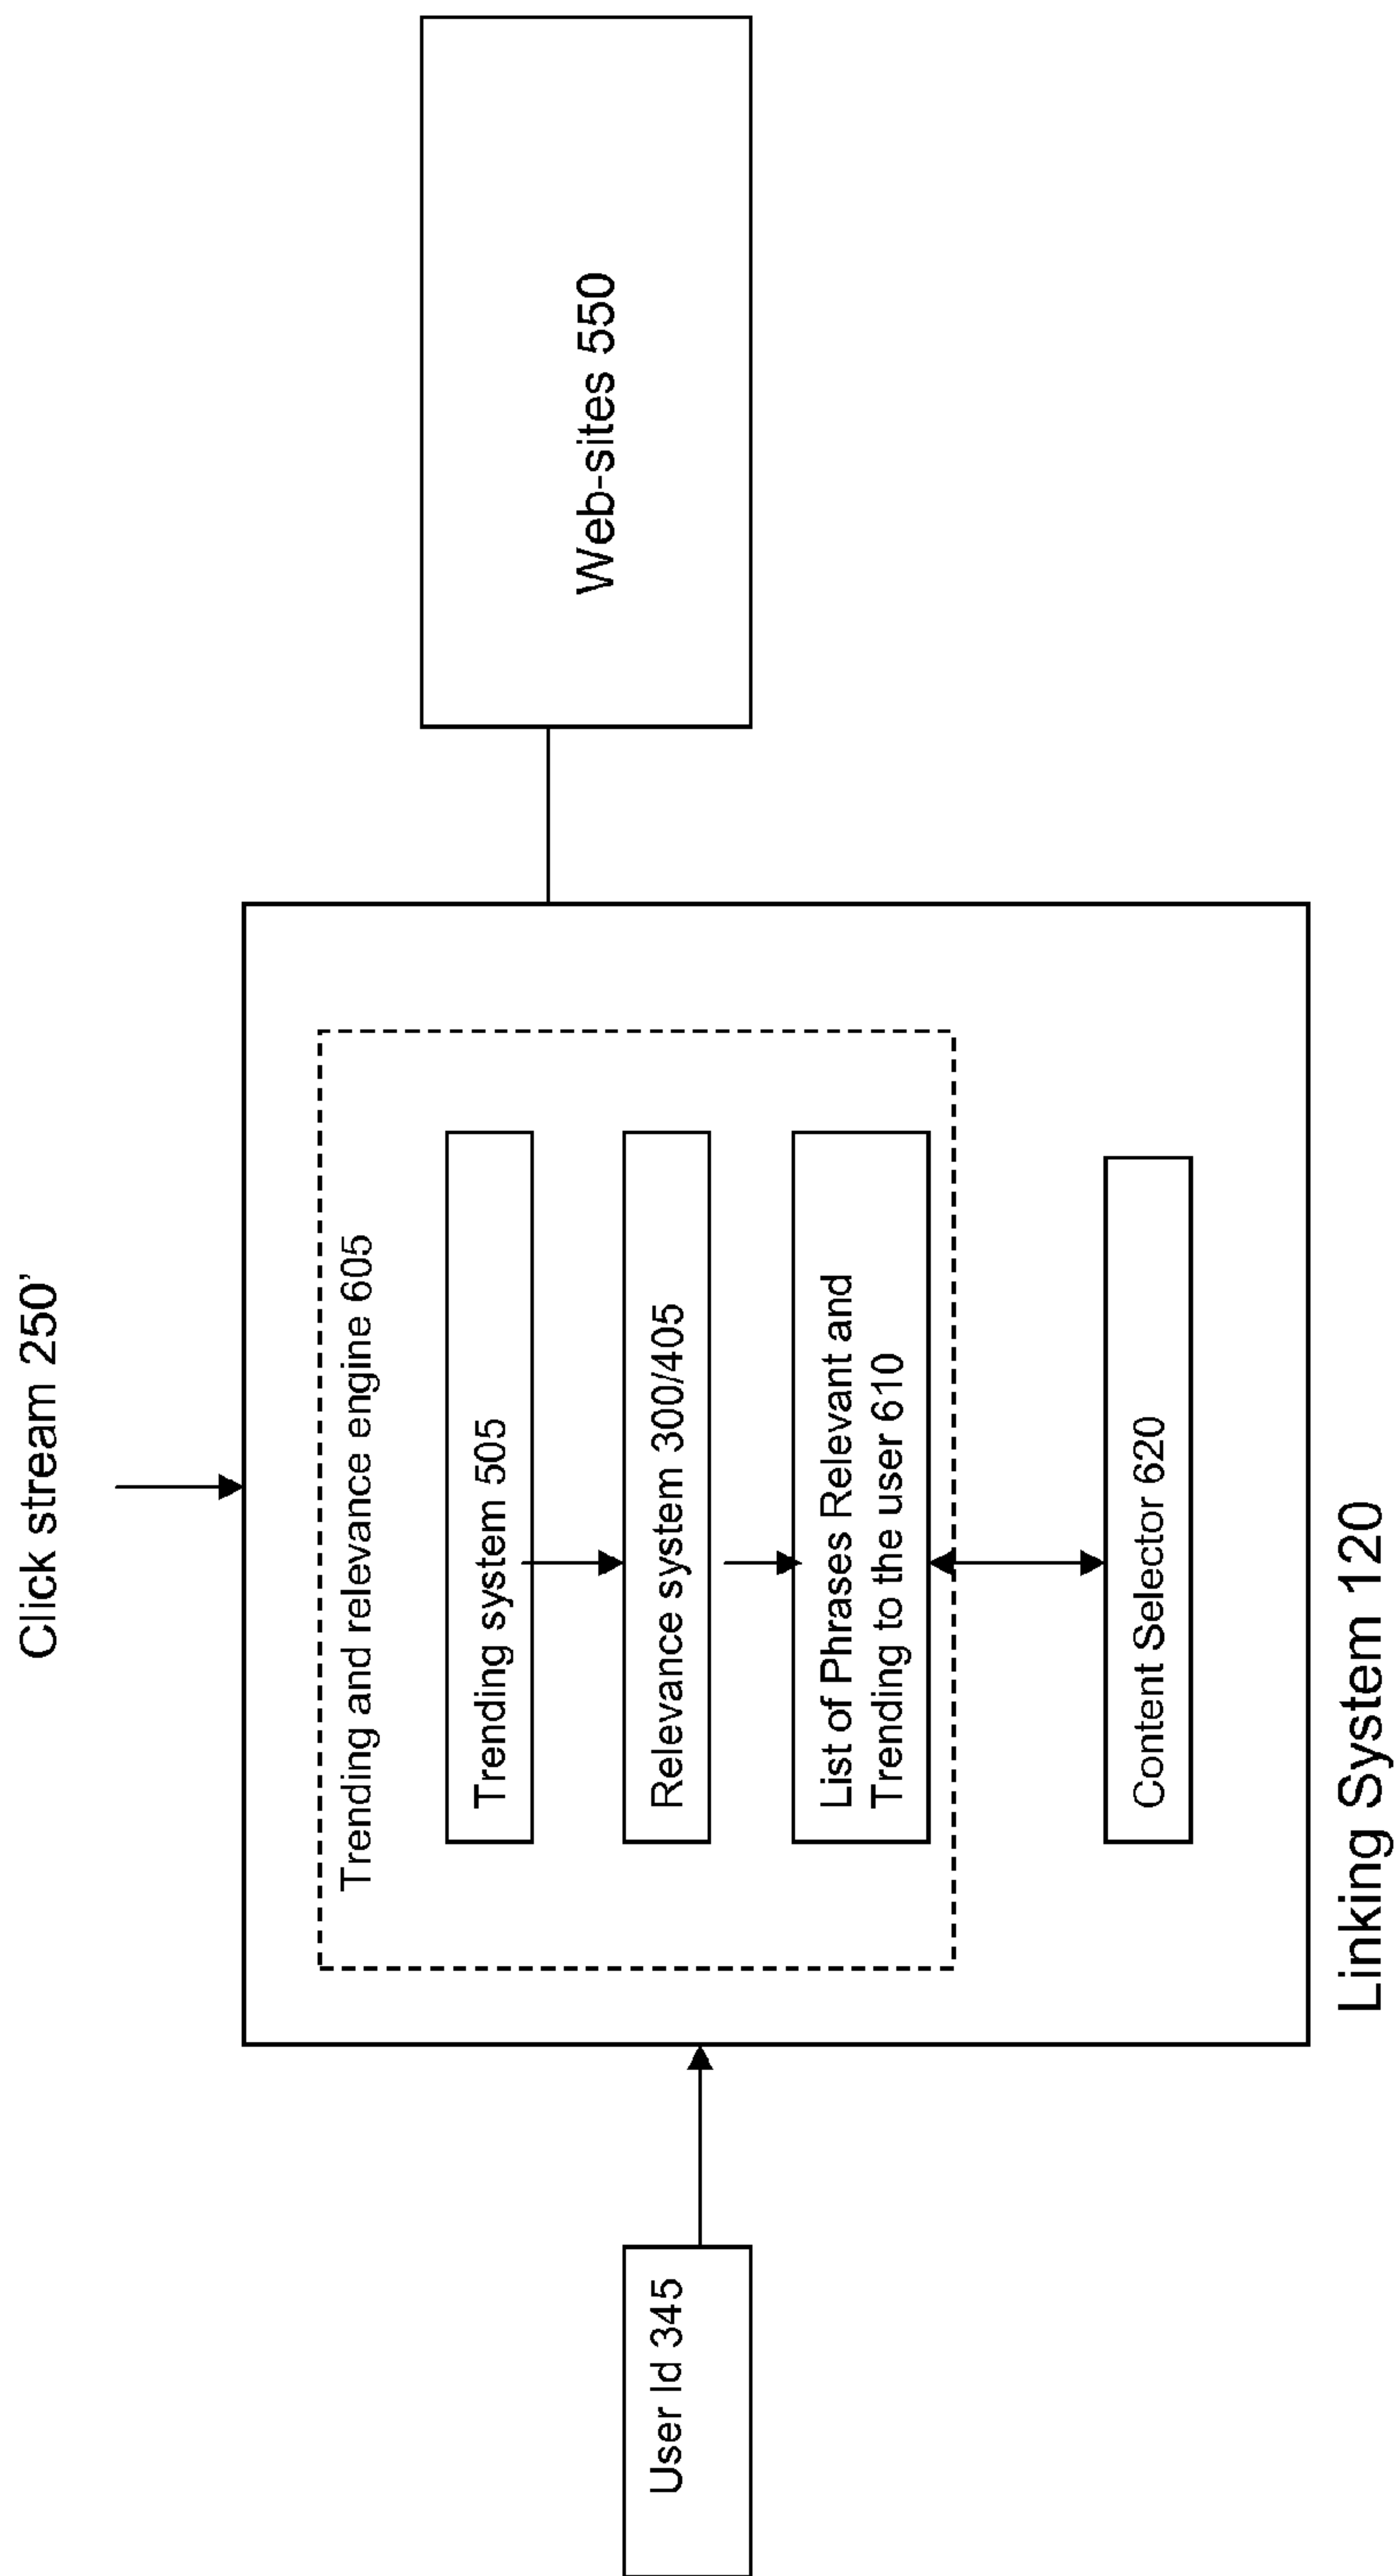 Click stream 250'
Trending and relevance engine 605
Trending system 505
Relevance system 300/405
List of Phrases Relevant and
Trending to the user 610
Content Selector 620
Linking System 120
User Id 345
Web-sites 550